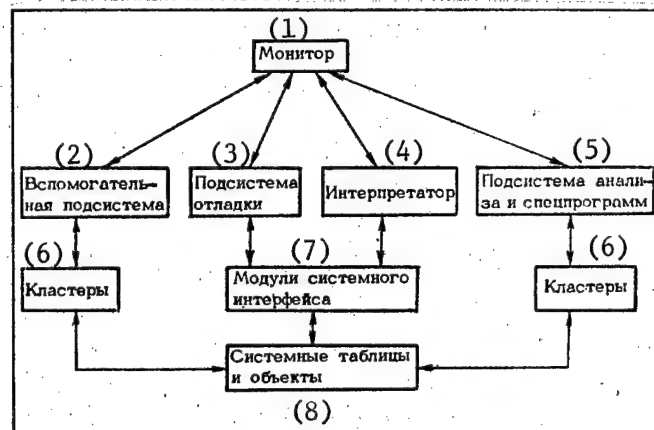 (1)
Монитор
(2)
(3)
(4)
(5)
Вспомогатель-
ная подсистема
Подсистема
отладки
Интерпретатор
Подсистема анали-
за и спецпрограмм
(6)
Кластеры
(7)
Модули системного
интерфейса
(6)
Кластеры
Системные таблицы
и объекты
(8)